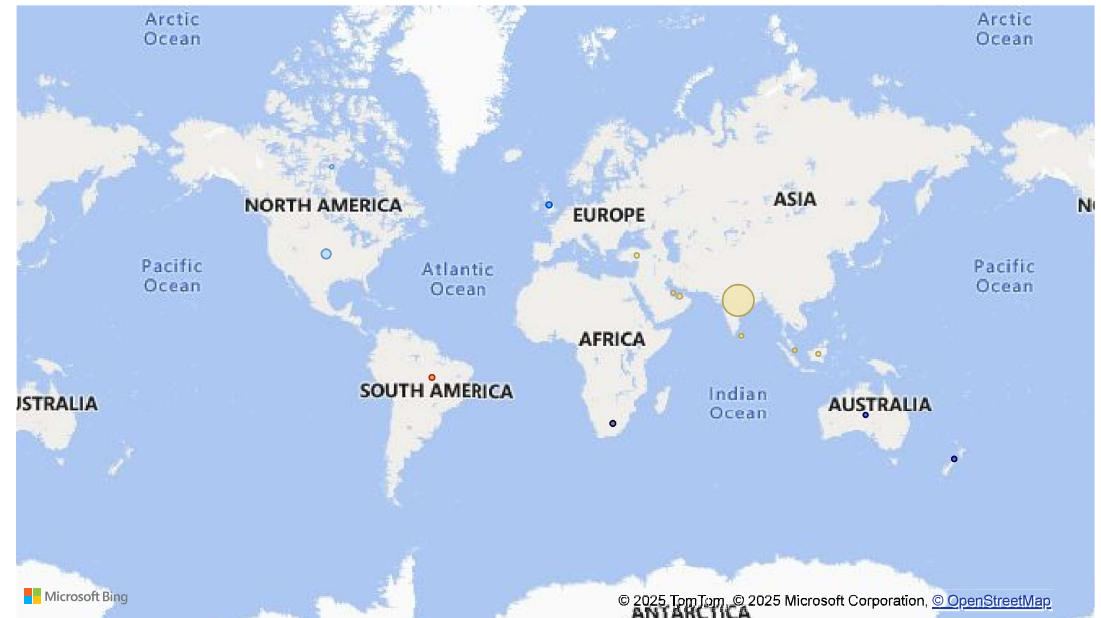 Arctic
Ocean
Arctic
Ocean
NORTH AMERICA
EUROPE
ASIA
Pacific
Ocean
Atlantic
Ocean
Pacific
Ocean
AFRICA
SOUTH AMERICA
Indian
Ocean
AUSTRALIA
USTRALIA
N
Microsoft Bing
© 2025 TomTom, © 2025 Microsoft Corporation, © OpenStreetMap
ANTARCTICA